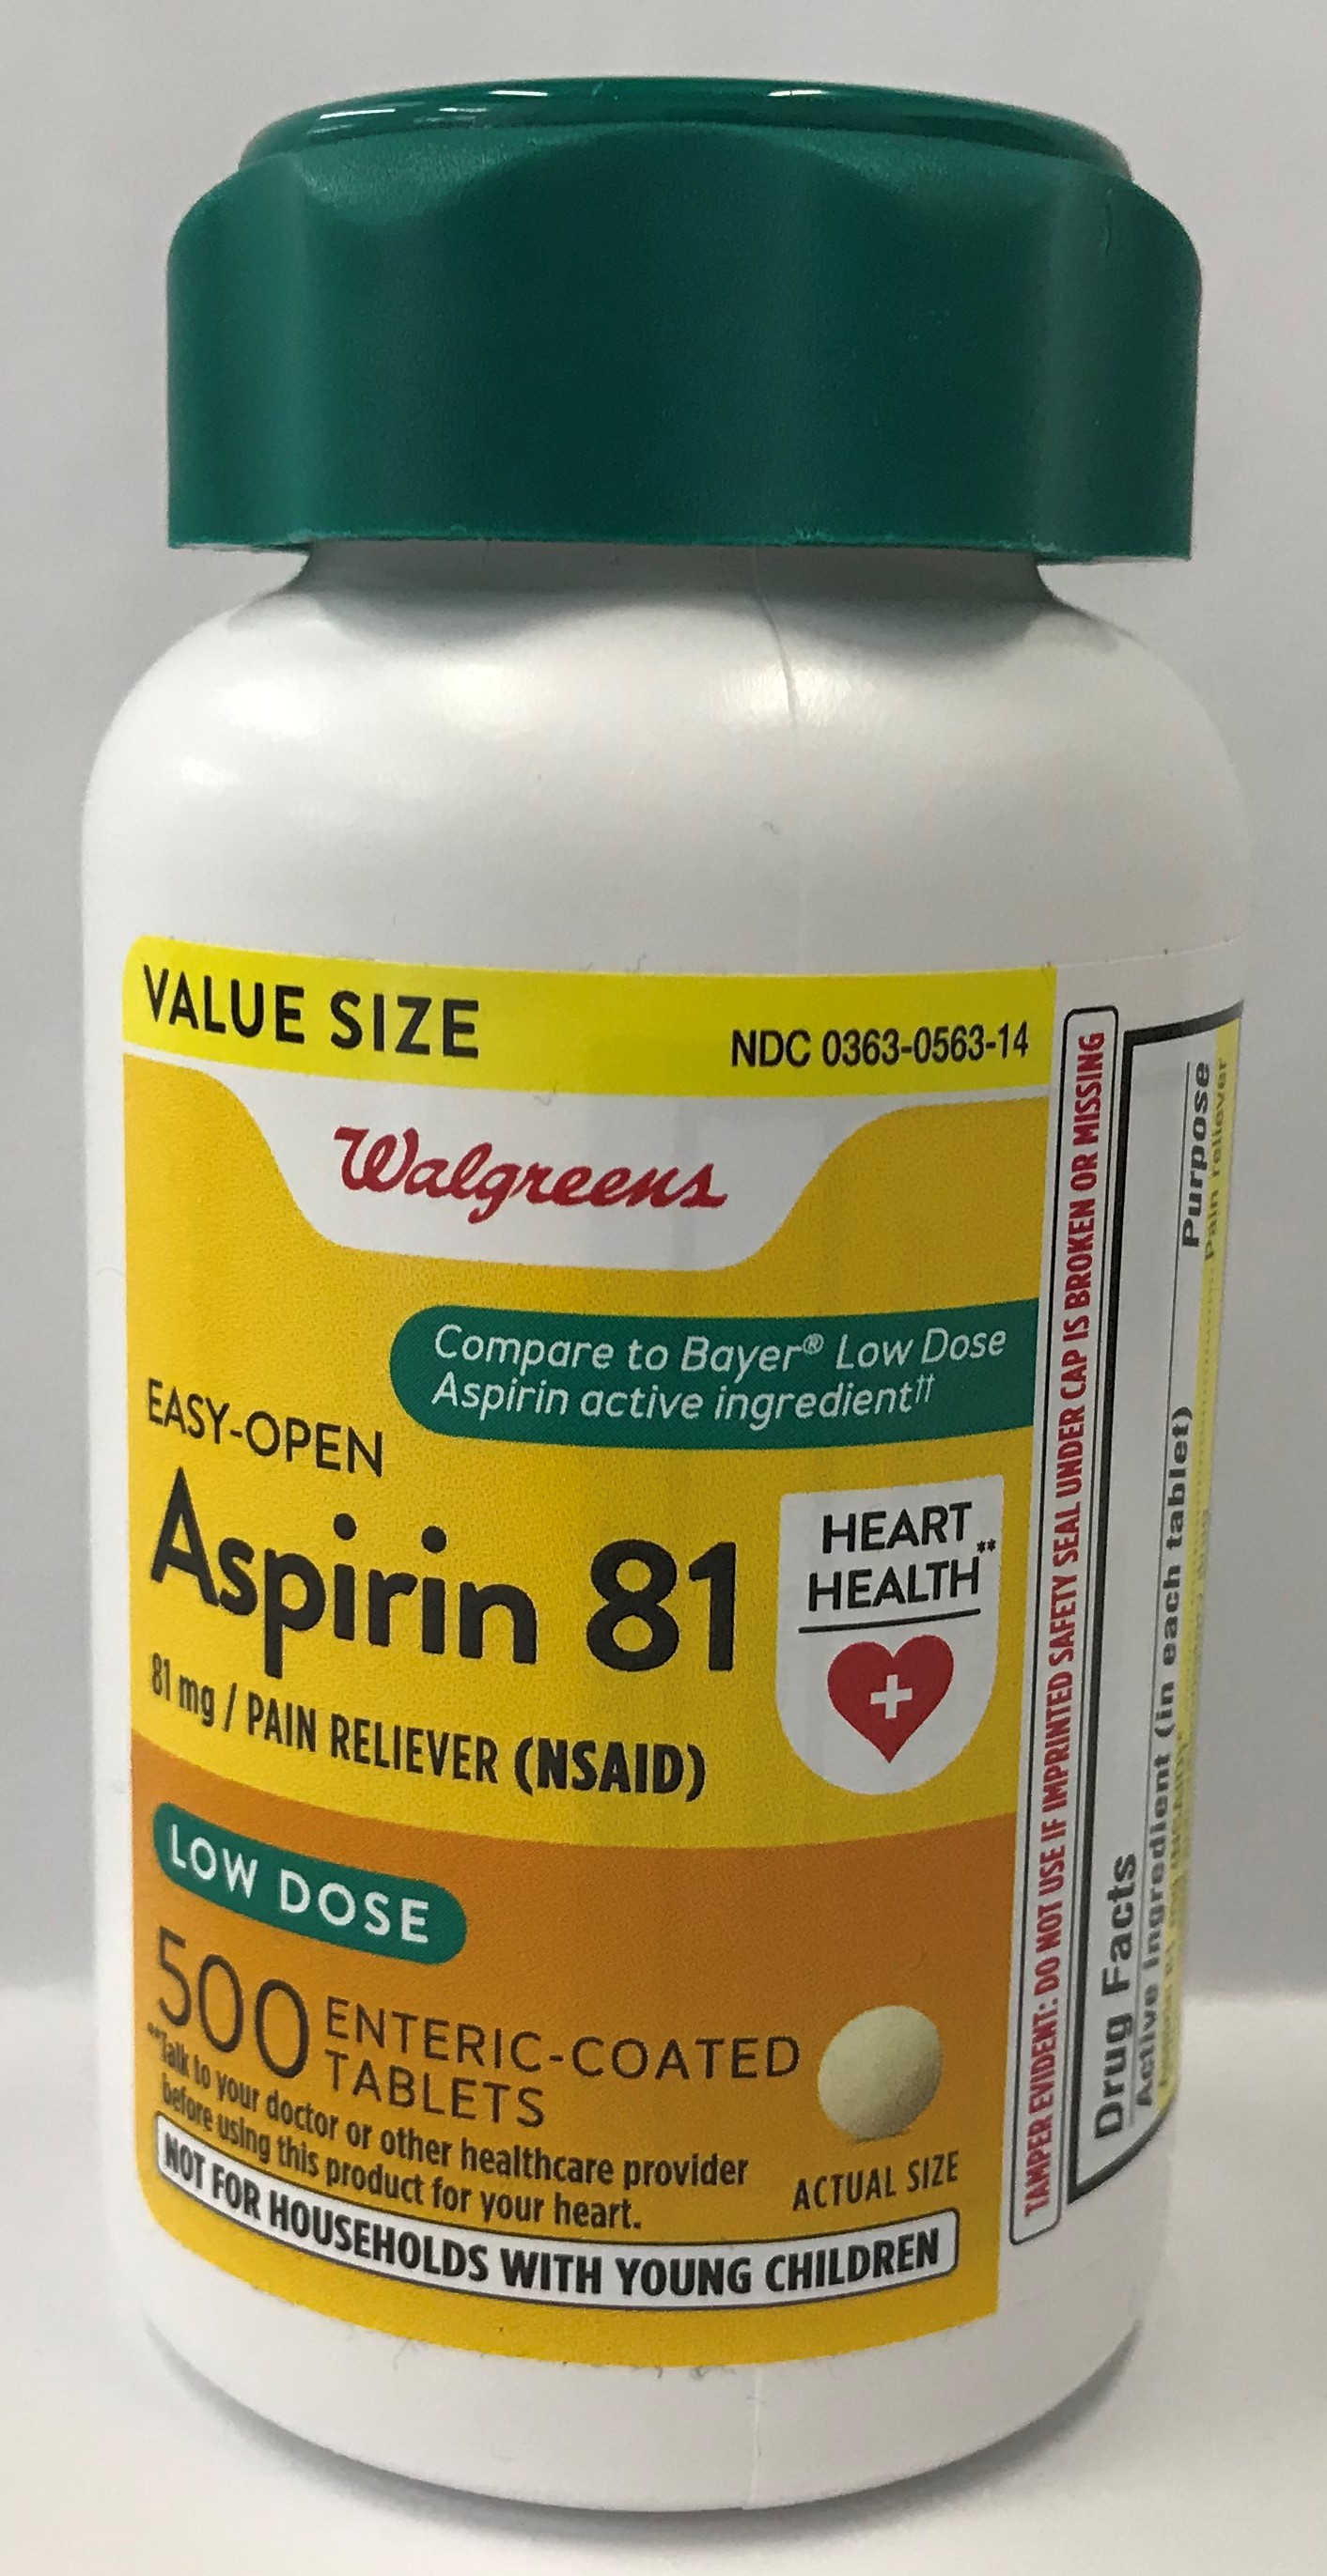 VALUE SIZE
NDC 0363-0563-14
Walgreens
Compare to Bayer® Low Dose
Aspirin active ingredient††
EASY-OPEN
Aspirin 81
81 mg / PAIN RELIEVER (NSAID)
HEART
HEALTH**
LOW DOSE
500 ENTERIC-COATED
TABLETS
**Talk to your doctor or other healthcare provider
before using this product for your heart.
ACTUAL SIZE
NOT FOR HOUSEHOLDS WITH YOUNG CHILDREN
TAMPER EVIDENT: DO NOT USE IF IMPRINTED SAFETY SEAL UNDER CAP IS BROKEN OR MISSING
Drug Facts
Active ingredient (in each tablet) Purpose
Pain reliever